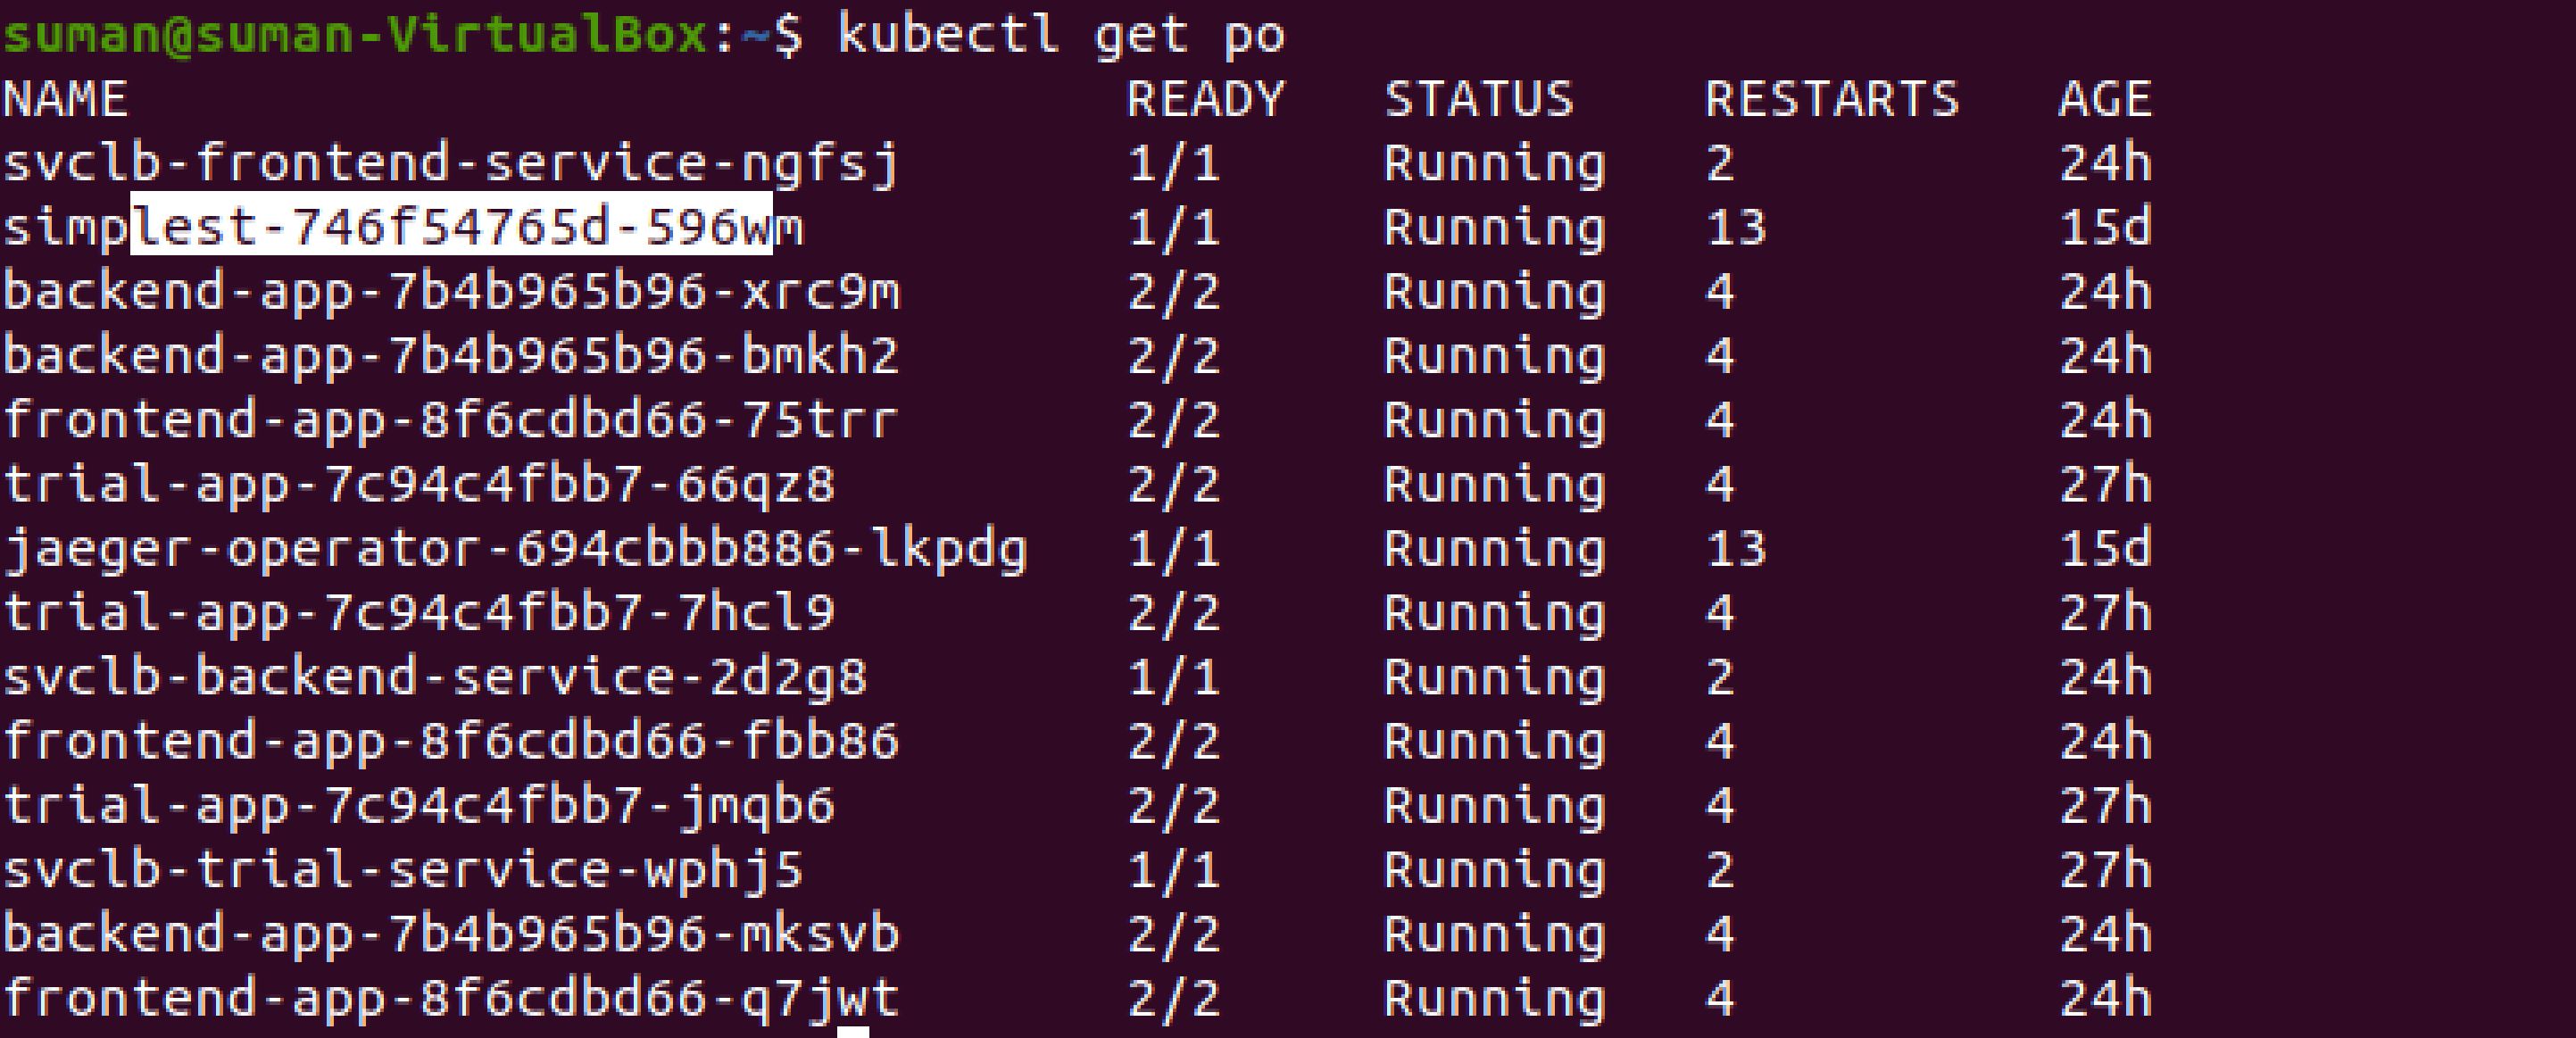 suman@suman-VirtualBox:~$ kubectl get po
NAME READY STATUS RESTARTS AGE
svclb-frontend-service-ngfsj 1/1 Running 2 24h
simplest-746f54765d-596wm 1/1 Running 13 15d
backend-app-7b4b965b96-xrc9m 2/2 Running 4 24h
backend-app-7b4b965b96-bmkh2 2/2 Running 4 24h
frontend-app-8f6cdbd66-75trr 2/2 Running 4 24h
trial-app-7c94c4fbb7-66qz8 2/2 Running 4 27h
jaeger-operator-694cbbb886-lkpdg 1/1 Running 13 15d
trial-app-7c94c4fbb7-7hcl9 2/2 Running 4 27h
svclb-backend-service-2d2g8 1/1 Running 2 24h
frontend-app-8f6cdbd66-fbb86 2/2 Running 4 24h
trial-app-7c94c4fbb7-jmqb6 2/2 Running 4 27h
svclb-trial-service-wphj5 1/1 Running 2 27h
backend-app-7b4b965b96-mksvb 2/2 Running 4 24h
frontend-app-8f6cdbd66-q7jwt 2/2 Running 4 24h